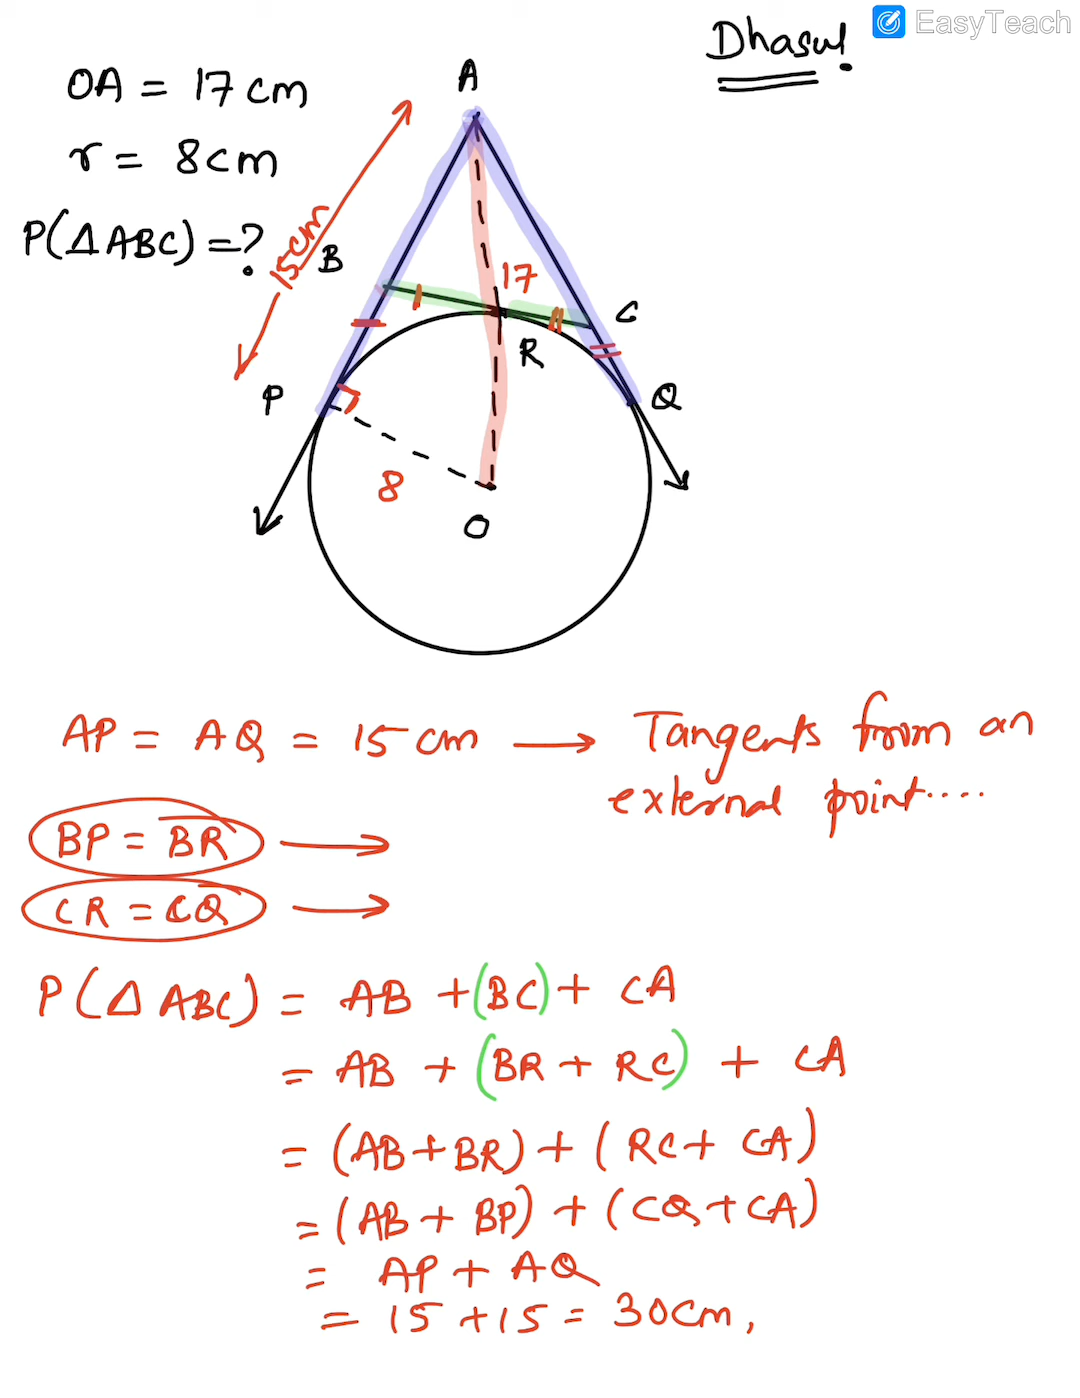 Dhasu!
EasyTeach
OA = 17 cm
r = 8cm
P(△ABC) = ?
15cm
A
B
17
C
R
P
Q
8
O
AP = AQ = 15 cm → Tangents from an
external point....
BP = BR →
CR = CQ →
P(△ABC) = AB + (BC) + CA
= AB + (BR + RC) + CA
= (AB + BR) + (RC + CA)
= (AB + BP) + (CQ + CA)
= AP + AQ
= 15 + 15 = 30cm,